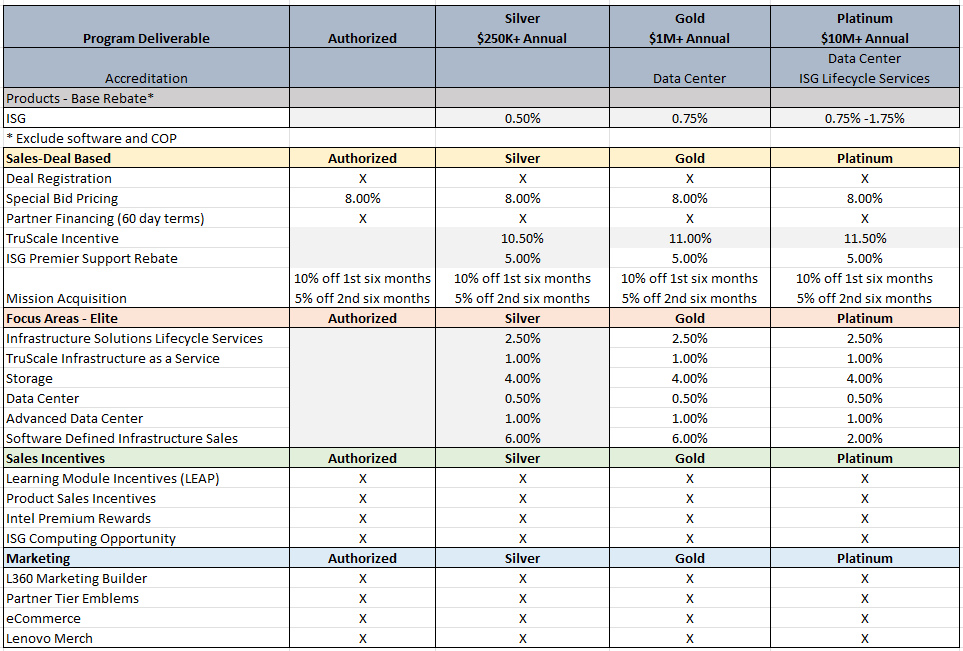 Silver Gold Platinum
Program Deliverable Authorized $250K+ Annual $1M+ Annual $10M+ Annual
Data Center
Accreditation Data Center ISG Lifecycle Services
Products - Base Rebate*
ISG 0.50% 0.75% 0.75% -1.75%
* Exclude software and COP
Sales-Deal Based Authorized Silver Gold Platinum
Deal Registration X X X X
Special Bid Pricing 8.00% 8.00% 8.00% 8.00%
Partner Financing (60 day terms) X X X X
TruScale Incentive 10.50% 11.00% 11.50%
ISG Premier Support Rebate 5.00% 5.00% 5.00%
10% off 1st six months 10% off 1st six months 10% off 1st six months 10% off 1st six months
Mission Acquisition 5% off 2nd six months 5% off 2nd six months 5% off 2nd six months 5% off 2nd six months
Focus Areas - Elite Authorized Silver Gold Platinum
Infrastructure Solutions Lifecycle Services 2.50% 2.50% 2.50%
TruScale Infrastructure as a Service 1.00% 1.00% 1.00%
Storage 4.00% 4.00% 4.00%
Data Center 0.50% 0.50% 0.50%
Advanced Data Center 1.00% 1.00% 1.00%
Software Defined Infrastructure Sales 6.00% 6.00% 2.00%
Sales Incentives Authorized Silver Gold Platinum
Learning Module Incentives (LEAP) X X X X
Product Sales Incentives X X X X
Intel Premium Rewards X X X X
ISG Computing Opportunity X X X X
Marketing Authorized Silver Gold Platinum
L360 Marketing Builder X X X X
Partner Tier Emblems X X X X
eCommerce X X X X
Lenovo Merch X X X X